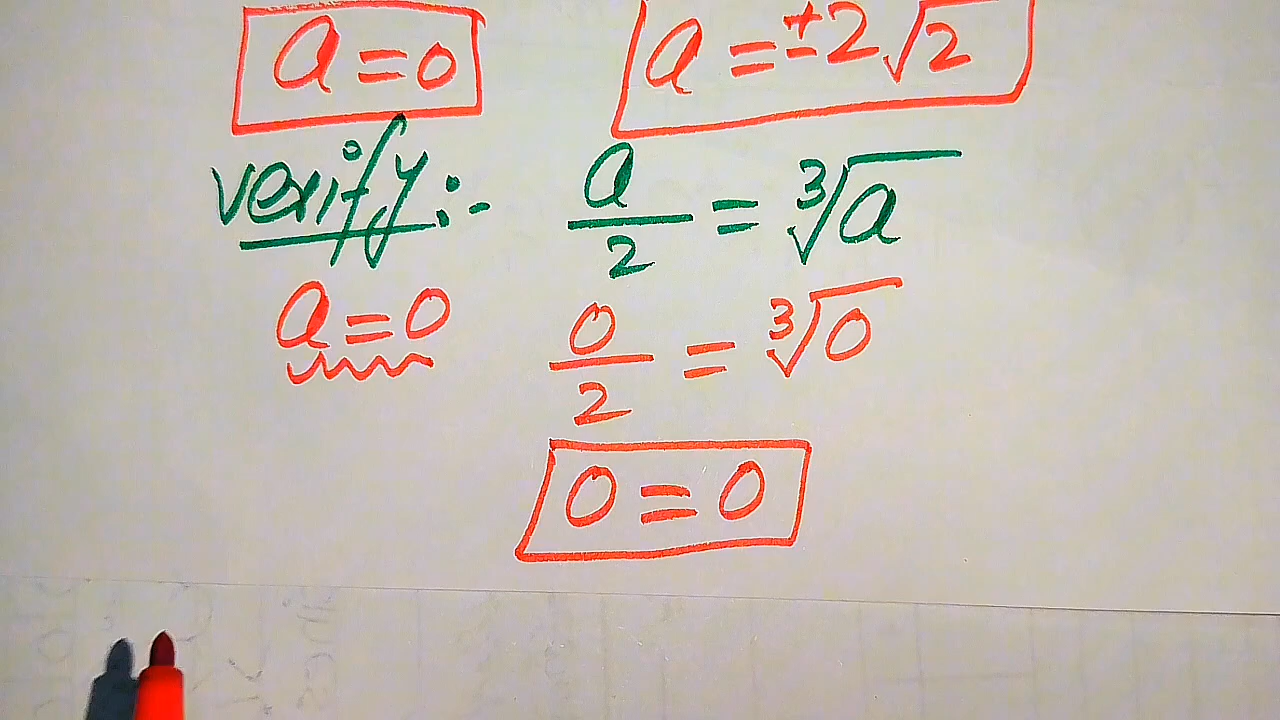 a = 0 a = ±2√2
verify :- a/2 = ∛a
a = 0 0/2 = ∛0
0 = 0